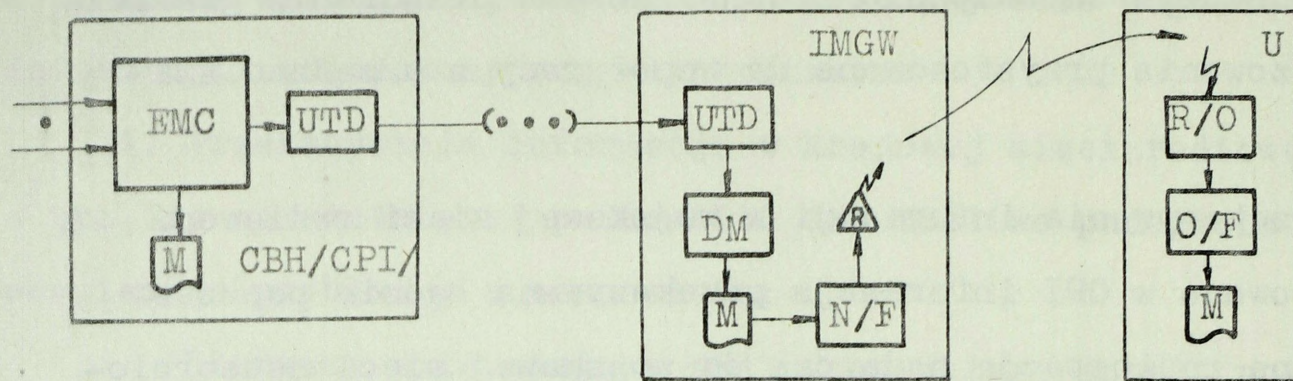 EMC
UTD
M
CBH/CPI/
(•••)
IMGW
UTD
DM
M
N/F
R
U
R/O
O/F
M